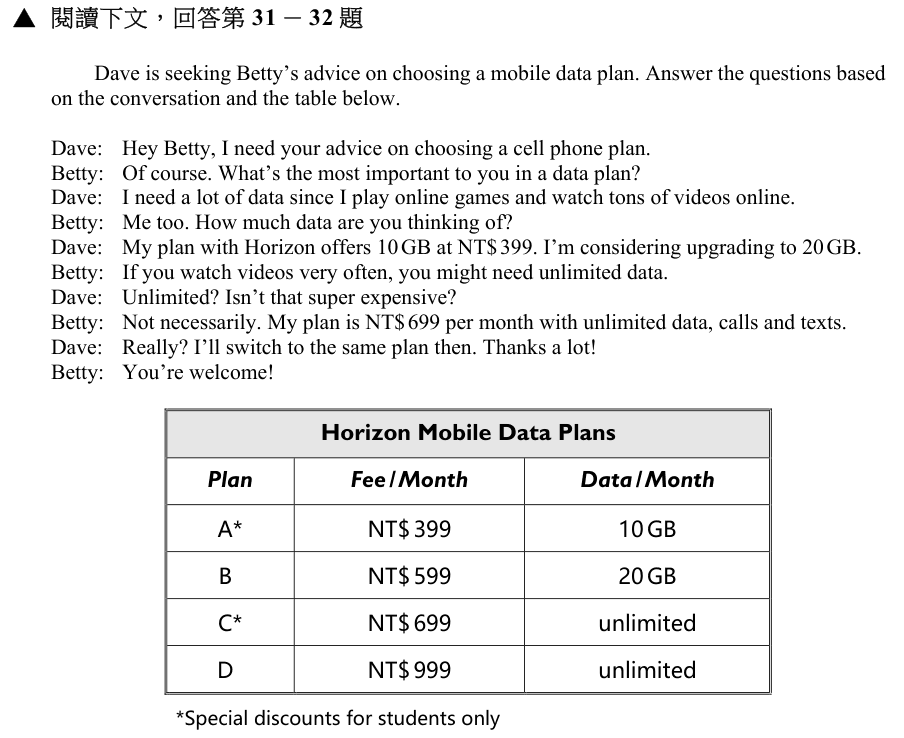 ▲ 閱讀下文，回答第 31 － 32 題
Dave is seeking Betty’s advice on choosing a mobile data plan. Answer the questions based
on the conversation and the table below.
Dave: Hey Betty, I need your advice on choosing a cell phone plan.
Betty: Of course. What’s the most important to you in a data plan?
Dave: I need a lot of data since I play online games and watch tons of videos online.
Betty: Me too. How much data are you thinking of?
Dave: My plan with Horizon offers 10 GB at NT$ 399. I’m considering upgrading to 20 GB.
Betty: If you watch videos very often, you might need unlimited data.
Dave: Unlimited? Isn’t that super expensive?
Betty: Not necessarily. My plan is NT$ 699 per month with unlimited data, calls and texts.
Dave: Really? I’ll switch to the same plan then. Thanks a lot!
Betty: You’re welcome!
Horizon Mobile Data Plans
Plan Fee / Month Data / Month
A* NT$ 399 10 GB
B NT$ 599 20 GB
C* NT$ 699 unlimited
D NT$ 999 unlimited
*Special discounts for students only